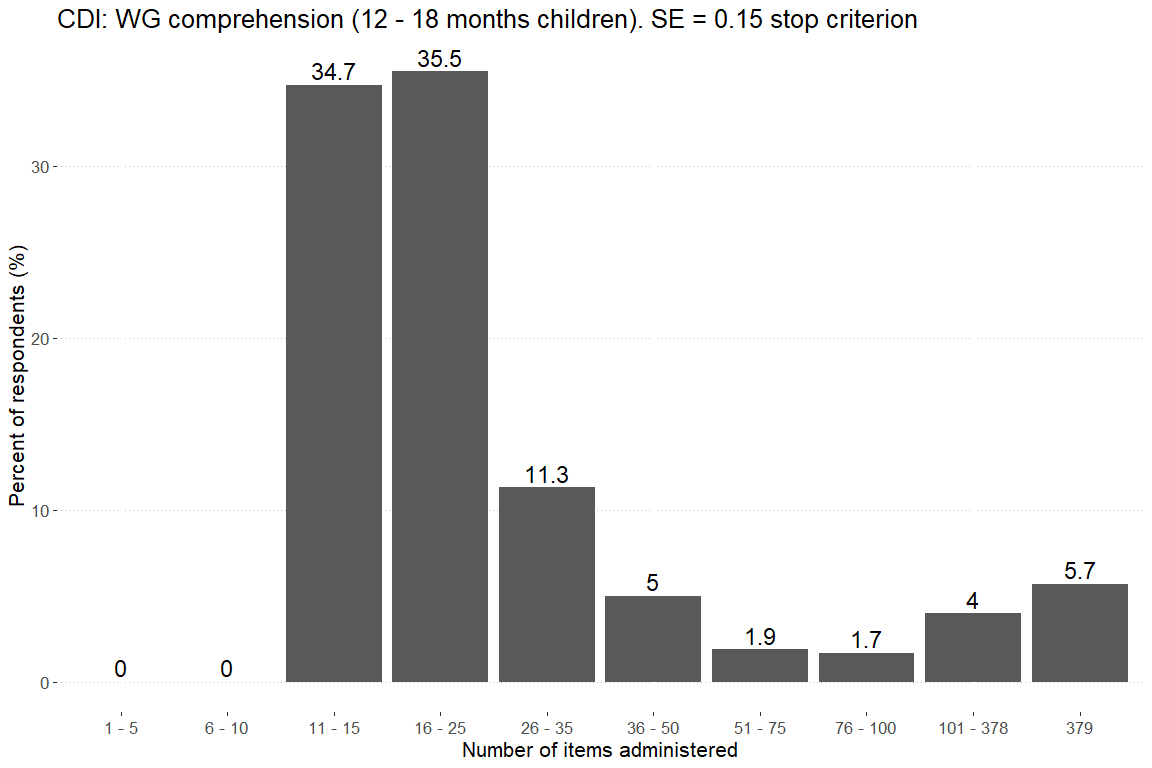 CDI: WG comprehension (12 - 18 months children). SE = 0.15 stop criterion
Percent of respondents (%)
30
20
10
0
0
0
34.7
35.5
11.3
5
1.9
1.7
4
5.7
1 - 5
6 - 10
11 - 15
16 - 25
26 - 35
36 - 50
51 - 75
76 - 100
101 - 378
379
Number of items administered